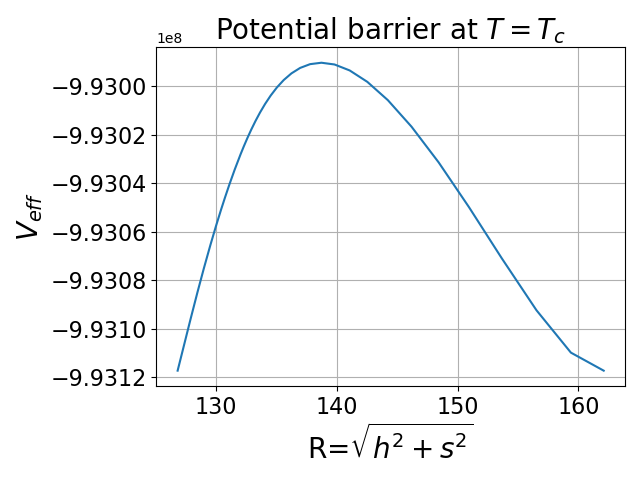 Potential barrier at T = T_c
1e8
−9.9300
−9.9302
−9.9304
−9.9306
−9.9308
−9.9310
−9.9312
V_eff
130 140 150 160
R=√(h² + s²)